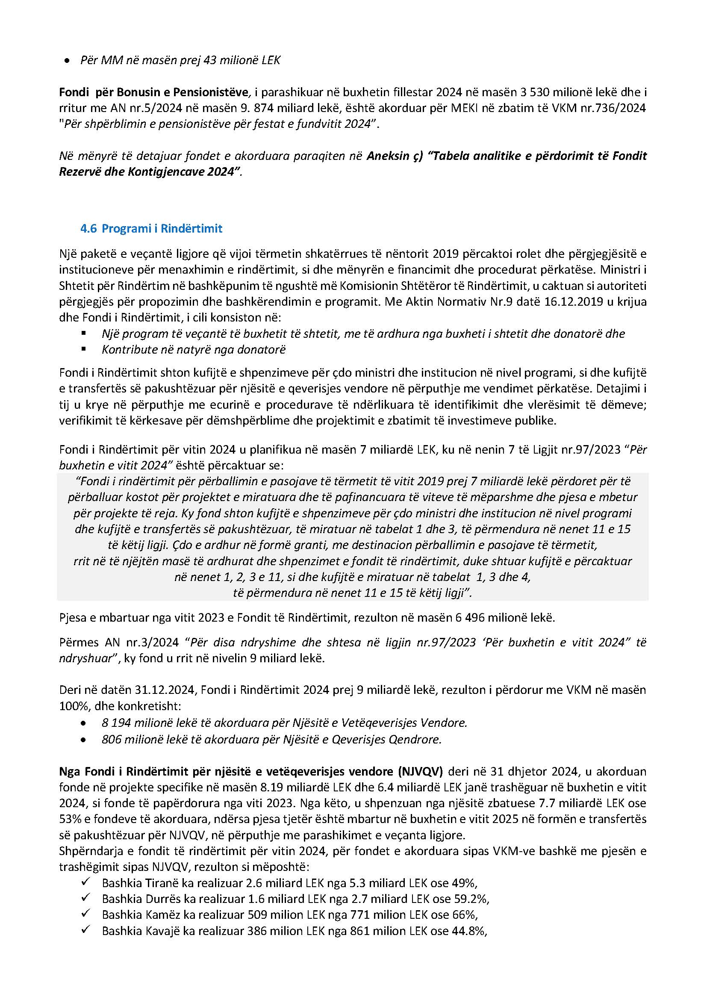 • Për MM në masën prej 43 milionë LEK
Fondi për Bonusin e Pensionistëve, i parashikuar në buxhetin fillestar 2024 në masën 3 530 milionë lekë dhe i
rritur me AN nr.5/2024 në masën 9. 874 miliard lekë, është akorduar për MEKI në zbatim të VKM nr.736/2024
"Për shpërblimin e pensionistëve për festat e fundvitit 2024”.
Në mënyrë të detajuar fondet e akorduara paraqiten në Aneksin ç) “Tabela analitike e përdorimit të Fondit
Rezervë dhe Kontigjencave 2024”.
4.6 Programi i Rindërtimit
Një paketë e veçantë ligjore që vijoi tërmetin shkatërrues të nëntorit 2019 përcaktoi rolet dhe përgjegjësitë e
institucioneve për menaxhimin e rindërtimit, si dhe mënyrën e financimit dhe procedurat përkatëse. Ministri i
Shtetit për Rindërtim në bashkëpunim të ngushtë më Komisionin Shtëtëror të Rindërtimit, u caktuan si autoriteti
përgjegjës për propozimin dhe bashkërendimin e programit. Me Aktin Normativ Nr.9 datë 16.12.2019 u krijua
dhe Fondi i Rindërtimit, i cili konsiston në:
▪ Një program të veçantë të buxhetit të shtetit, me të ardhura nga buxheti i shtetit dhe donatorë dhe
▪ Kontribute në natyrë nga donatorë
Fondi i Rindërtimit shton kufijtë e shpenzimeve për çdo ministri dhe institucion në nivel programi, si dhe kufijtë
e transfertës së pakushtëzuar për njësitë e qeverisjes vendore në përputhje me vendimet përkatëse. Detajimi i
tij u krye në përputhje me ecurinë e procedurave të ndërlikuara të identifikimit dhe vlerësimit të dëmeve;
verifikimit të kërkesave për dëmshpërblime dhe projektimit e zbatimit të investimeve publike.
Fondi i Rindërtimit për vitin 2024 u planifikua në masën 7 miliardë LEK, ku në nenin 7 të Ligjit nr.97/2023 “Për
buxhetin e vitit 2024” është përcaktuar se:
“Fondi i rindërtimit për përballimin e pasojave të tërmetit të vitit 2019 prej 7 miliardë lekë përdoret për të
përballuar kostot për projektet e miratuara dhe të pafinancuara të viteve të mëparshme dhe pjesa e mbetur
për projekte të reja. Ky fond shton kufijtë e shpenzimeve për çdo ministri dhe institucion në nivel programi
dhe kufijtë e transfertës së pakushtëzuar, të miratuar në tabelat 1 dhe 3, të përmendura në nenet 11 e 15
të këtij ligji. Çdo e ardhur në formë granti, me destinacion përballimin e pasojave të tërmetit,
rrit në të njëjtën masë të ardhurat dhe shpenzimet e fondit të rindërtimit, duke shtuar kufijtë e përcaktuar
në nenet 1, 2, 3 e 11, si dhe kufijtë e miratuar në tabelat 1, 3 dhe 4,
të përmendura në nenet 11 e 15 të këtij ligji”.
Pjesa e mbartuar nga vitit 2023 e Fondit të Rindërtimit, rezulton në masën 6 496 milionë lekë.
Përmes AN nr.3/2024 “Për disa ndryshime dhe shtesa në ligjin nr.97/2023 ‘Për buxhetin e vitit 2024” të
ndryshuar”, ky fond u rrit në nivelin 9 miliard lekë.
Deri në datën 31.12.2024, Fondi i Rindërtimit 2024 prej 9 miliardë lekë, rezulton i përdorur me VKM në masën
100%, dhe konkretisht:
• 8 194 milionë lekë të akorduara për Njësitë e Vetëqeverisjes Vendore.
• 806 milionë lekë të akorduara për Njësitë e Qeverisjes Qendrore.
Nga Fondi i Rindërtimit për njësitë e vetëqeverisjes vendore (NJVQV) deri në 31 dhjetor 2024, u akorduan
fonde në projekte specifike në masën 8.19 miliardë LEK dhe 6.4 miliardë LEK janë trashëguar në buxhetin e vitit
2024, si fonde të papërdorura nga viti 2023. Nga këto, u shpenzuan nga njësitë zbatuese 7.7 miliardë LEK ose
53% e fondeve të akorduara, ndërsa pjesa tjetër është mbartur në buxhetin e vitit 2025 në formën e transfertës
së pakushtëzuar për NJVQV, në përputhje me parashikimet e veçanta ligjore.
Shpërndarja e fondit të rindërtimit për vitin 2024, për fondet e akorduara sipas VKM-ve bashkë me pjesën e
trashëgimit sipas NJVQV, rezulton si mëposhtë:
✓ Bashkia Tiranë ka realizuar 2.6 miliard LEK nga 5.3 miliard LEK ose 49%,
✓ Bashkia Durrës ka realizuar 1.6 miliard LEK nga 2.7 miliard LEK ose 59.2%,
✓ Bashkia Kamëz ka realizuar 509 milion LEK nga 771 milion LEK ose 66%,
✓ Bashkia Kavajë ka realizuar 386 milion LEK nga 861 milion LEK ose 44.8%,